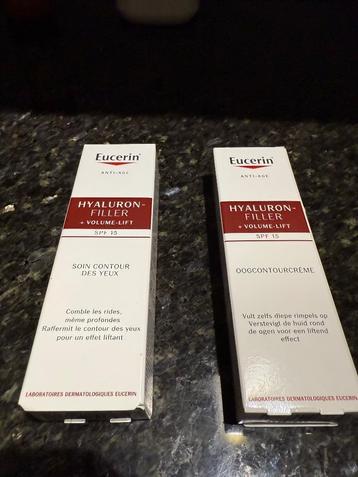 Eucerin
ANTI-AGE
HYALURON-
FILLER
+ VOLUME-LIFT
SPF 15
SOIN CONTOUR
DES YEUX
Comble les rides,
même profondes
Raffermit le contour des yeux
pour un effet liftant
LABORATOIRES DERMATOLOGIQUES EUCERIN
Eucerin
ANTI-AGE
HYALURON-
FILLER
+ VOLUME-LIFT
SPF 15
OOGCONTOURCRÈME
Vult zelfs diepe rimpels op
Verstevigt de huid rond
de ogen voor een liftend
effect
LABORATOIRES DERMATOLOGIQUES EUCERIN